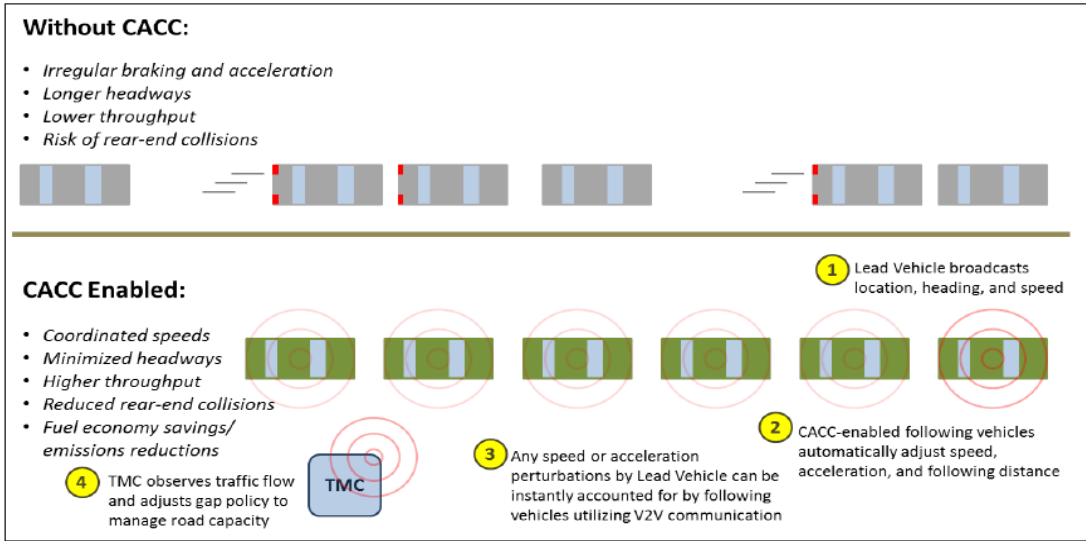 Without CACC:
• Irregular braking and acceleration
• Longer headways
• Lower throughput
• Risk of rear-end collisions
1
Lead Vehicle broadcasts
location, heading, and speed
CACC Enabled:
• Coordinated speeds
• Minimized headways
• Higher throughput
• Reduced rear-end collisions
• Fuel economy savings/
emissions reductions
2
CACC-enabled following vehicles
automatically adjust speed,
acceleration, and following distance
3
Any speed or acceleration
perturbations by Lead Vehicle can be
instantly accounted for by following
vehicles utilizing V2V communication
4
TMC observes traffic flow
and adjusts gap policy to
manage road capacity
TMC